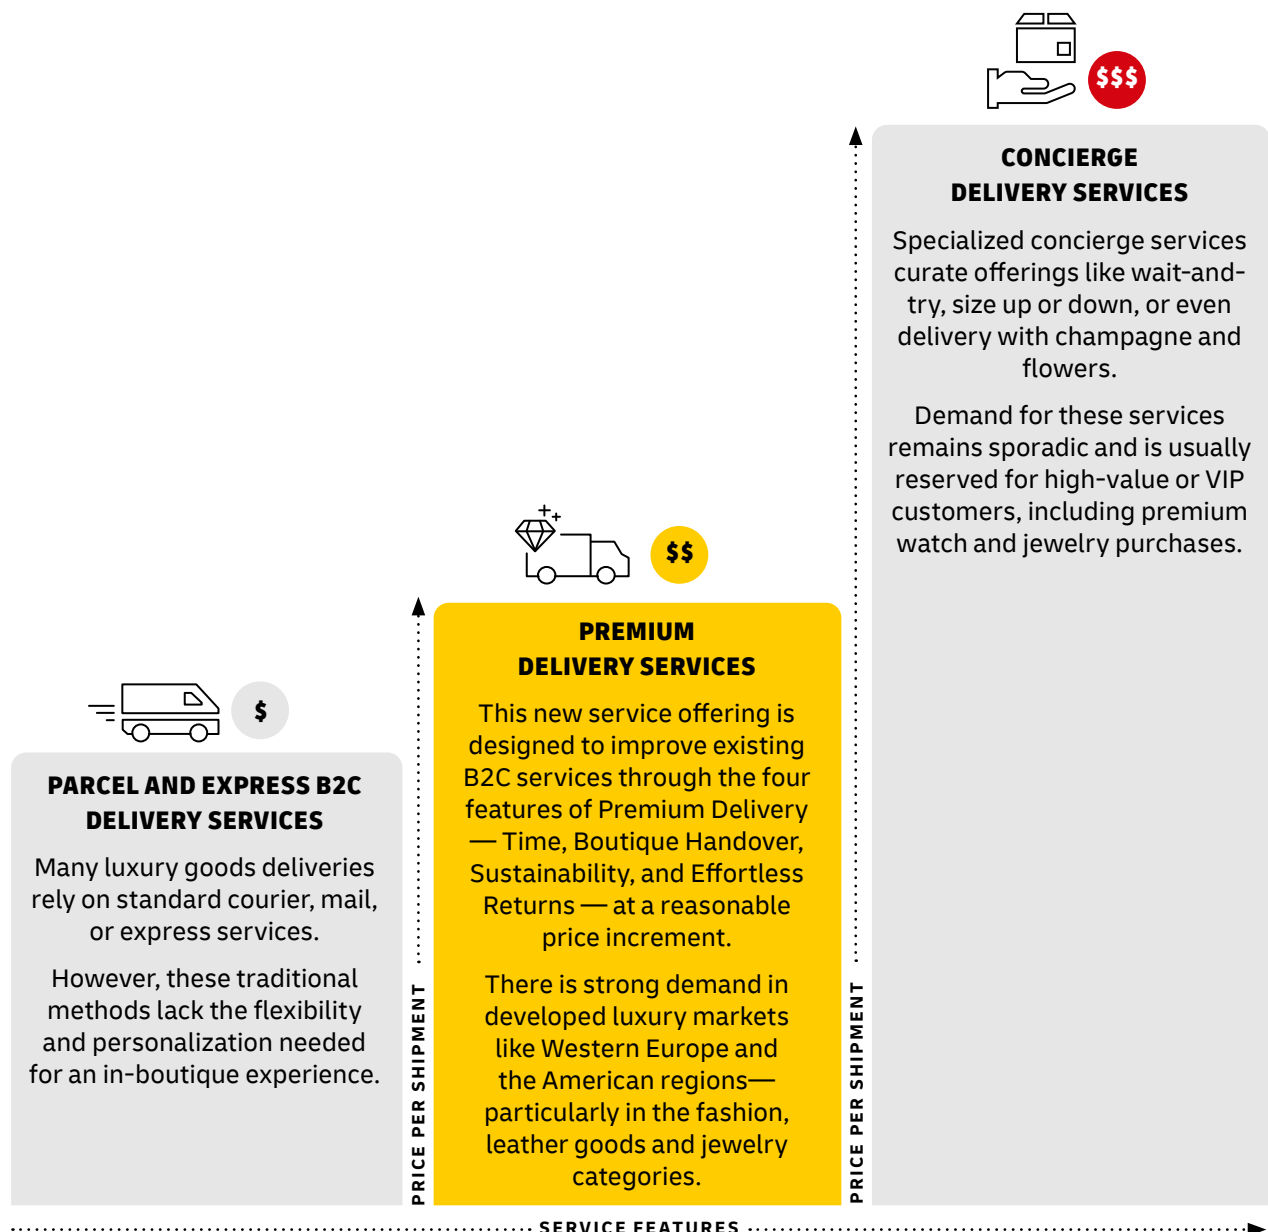 $$$
CONCIERGE
DELIVERY SERVICES
Specialized concierge services
curate offerings like wait-and-
try, size up or down, or even
delivery with champagne and
flowers.
Demand for these services
remains sporadic and is usually
reserved for high-value or VIP
customers, including premium
watch and jewelry purchases.
$$
PREMIUM
DELIVERY SERVICES
This new service offering is
designed to improve existing
B2C services through the four
features of Premium Delivery
— Time, Boutique Handover,
Sustainability, and Effortless
Returns — at a reasonable
price increment.
There is strong demand in
developed luxury markets
like Western Europe and
the American regions—
particularly in the fashion,
leather goods and jewelry
categories.
$
PARCEL AND EXPRESS B2C
DELIVERY SERVICES
Many luxury goods deliveries
rely on standard courier, mail,
or express services.
However, these traditional
methods lack the flexibility
and personalization needed
for an in-boutique experience.
PRICE PER SHIPMENT
PRICE PER SHIPMENT
SERVICE FEATURES